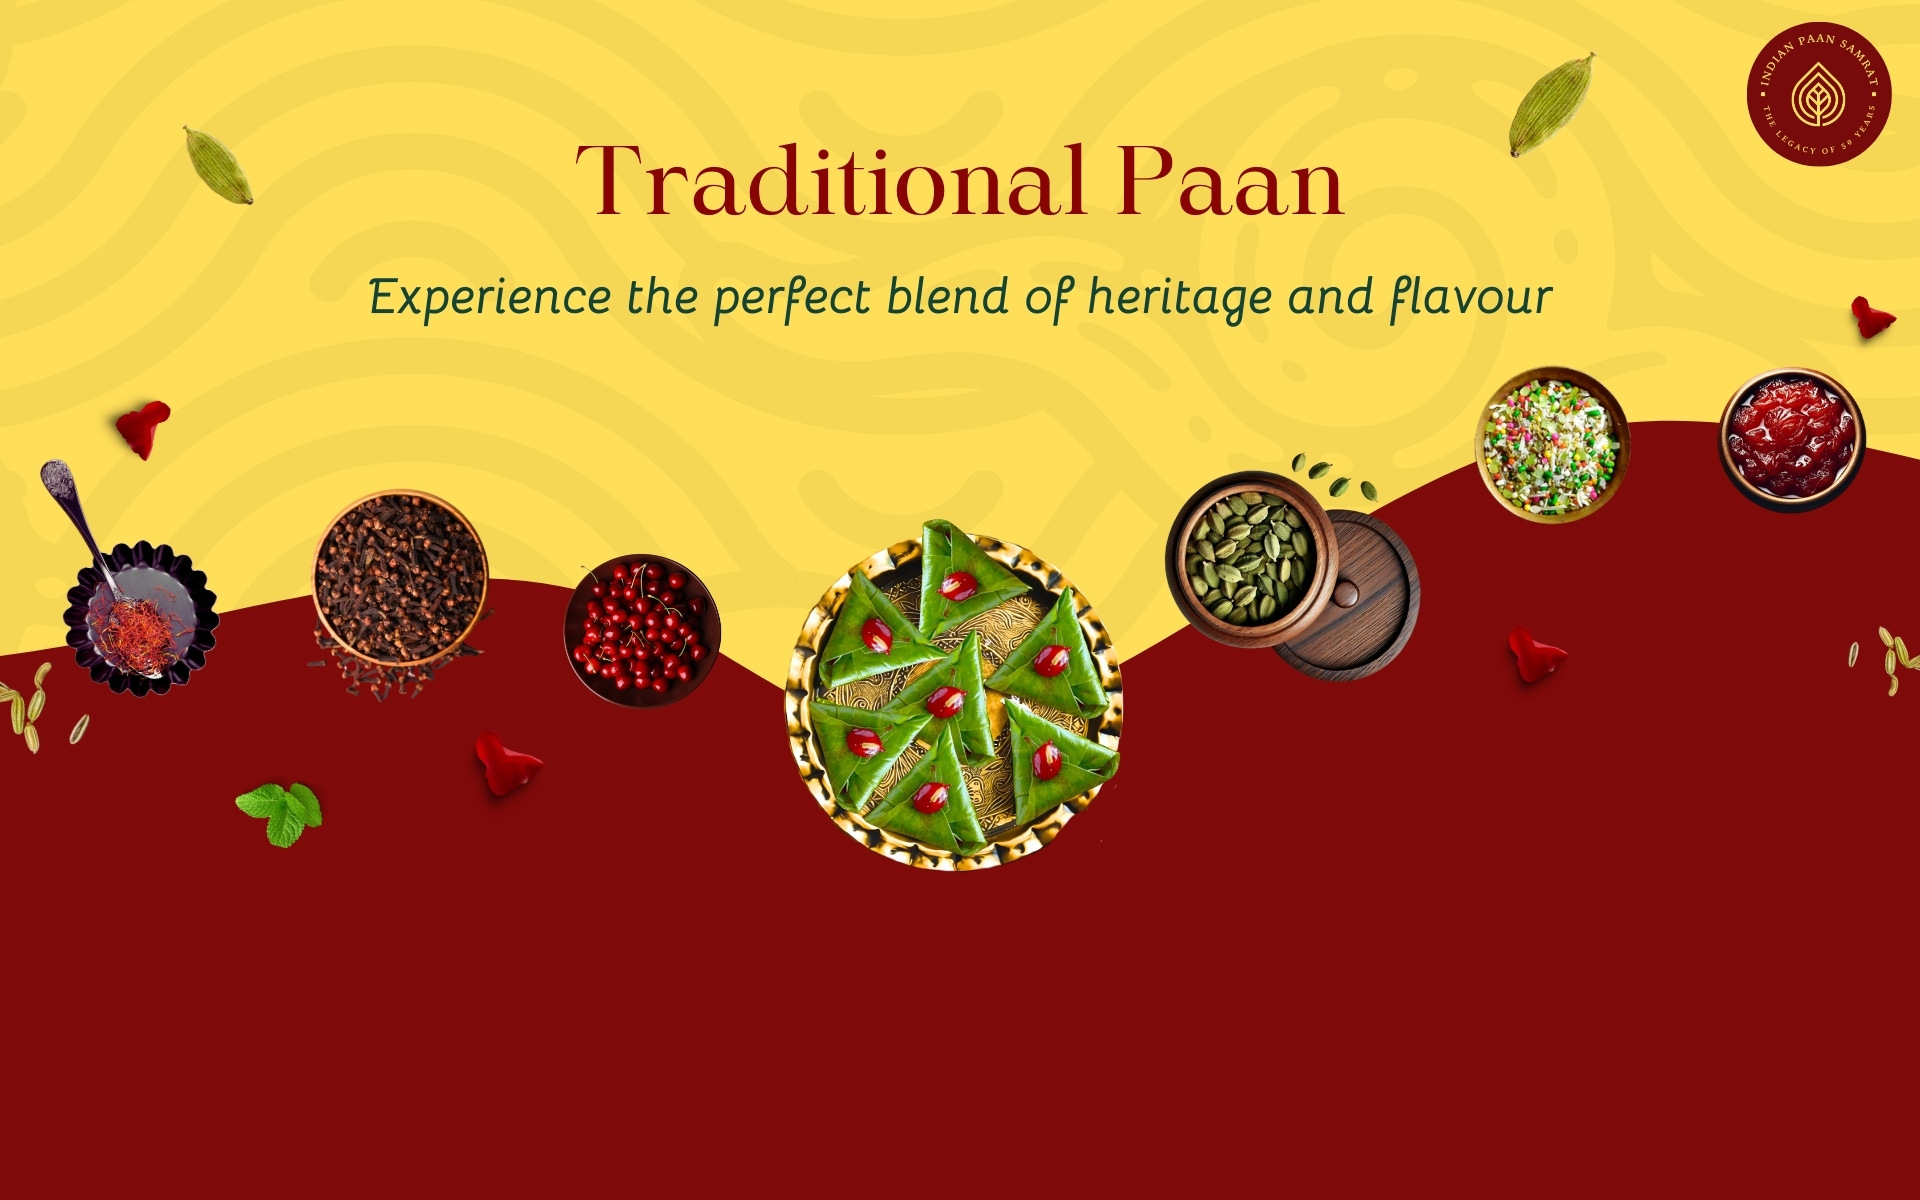 INDIAN PAAN SAMRAT
THE LEGACY OF 50 YEARS
Traditional Paan
Experience the perfect blend of heritage and flavour